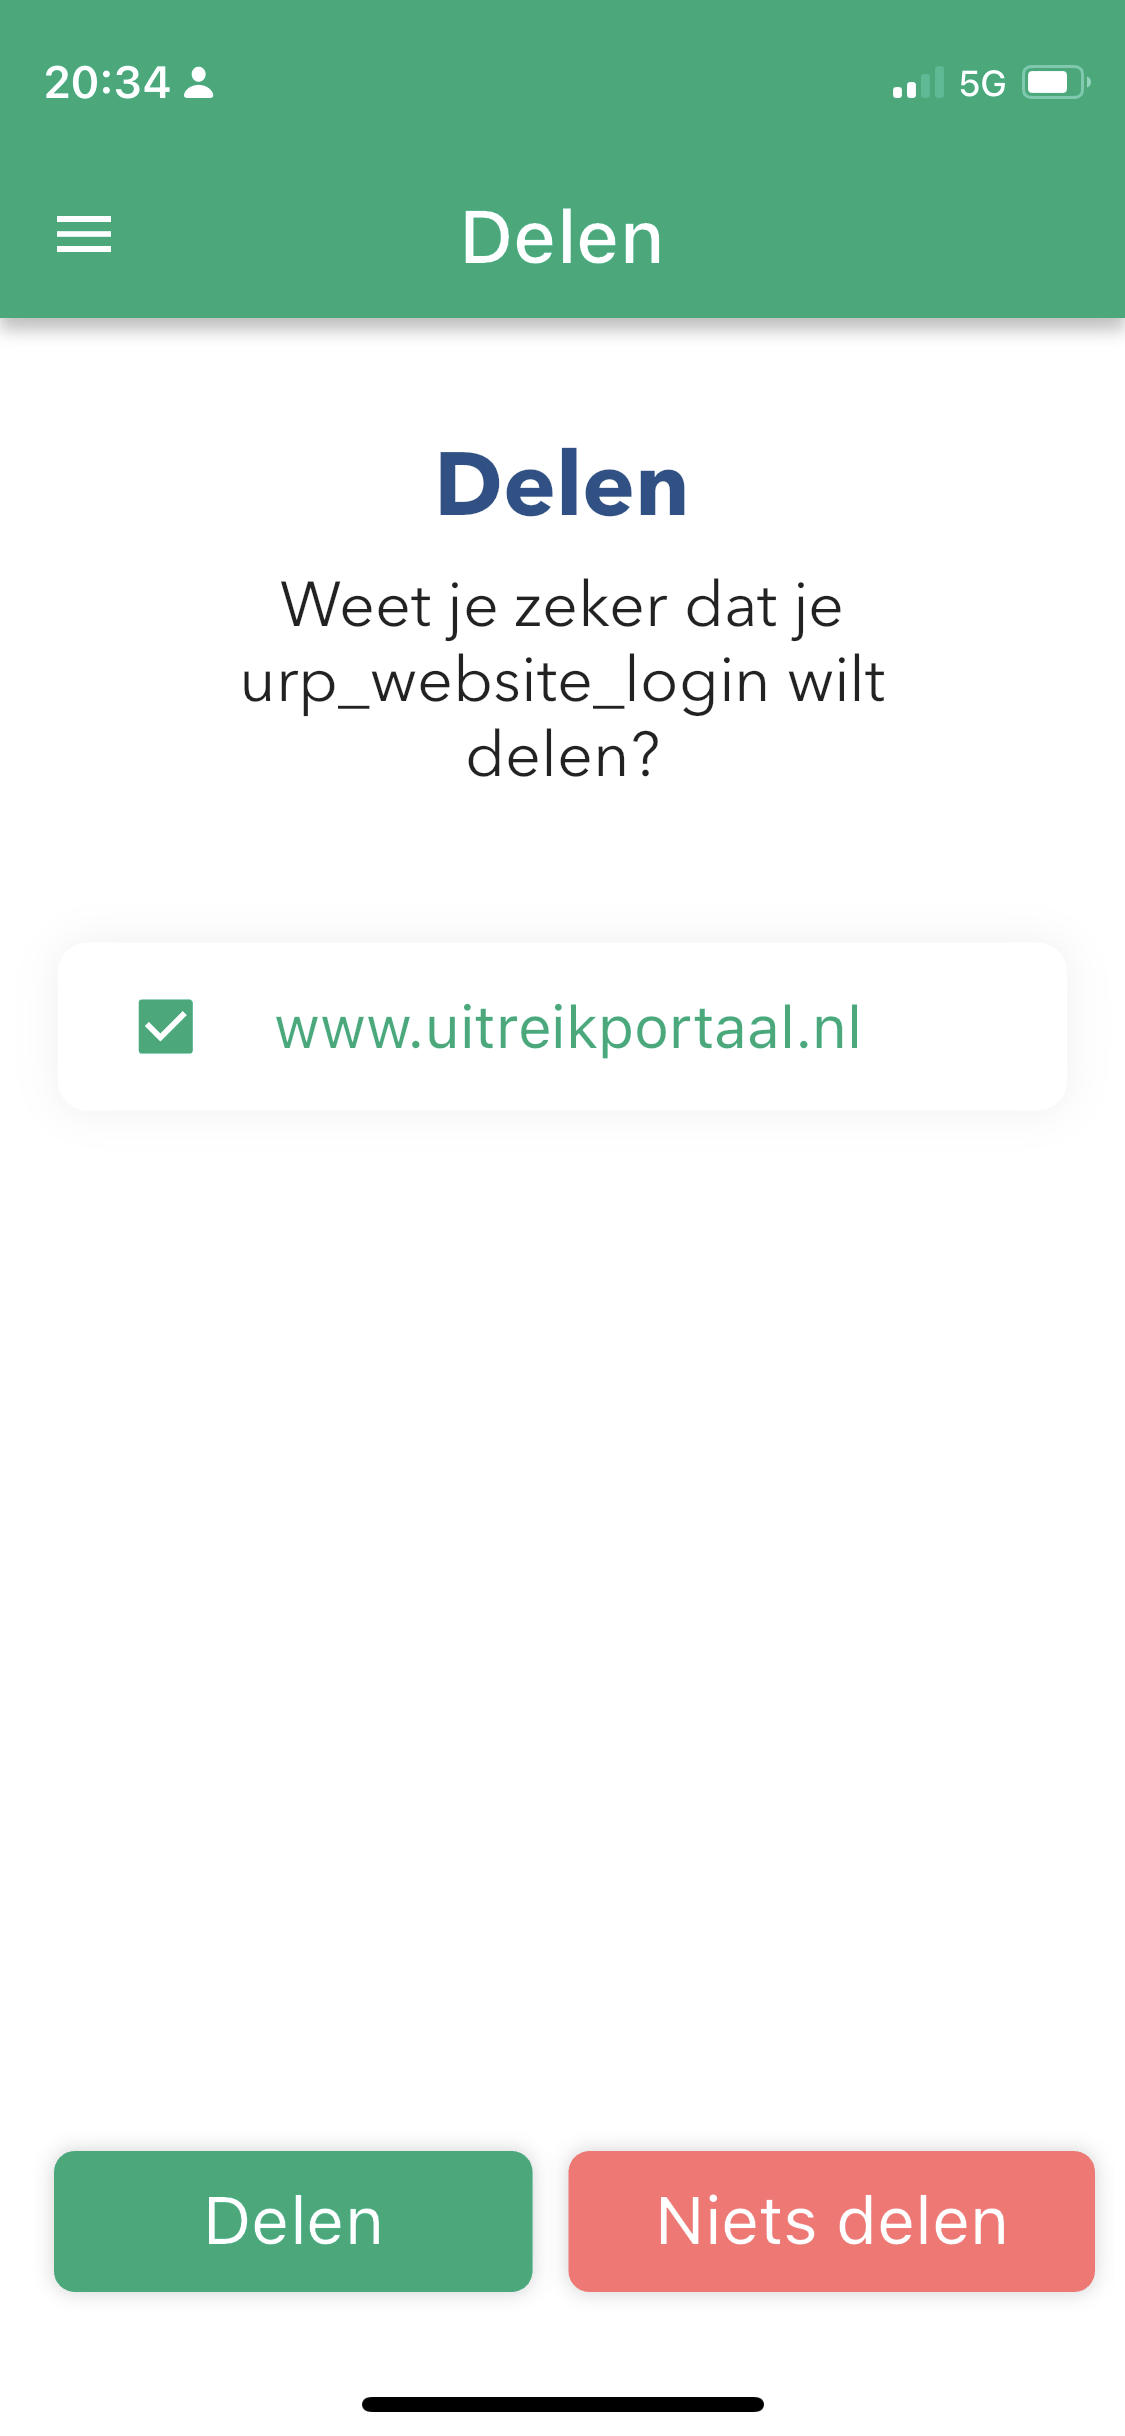 20:34
5G
Delen
Delen
Weet je zeker dat je
urp_website_login wilt
delen?
www.uitreikportaal.nl
Delen
Niets delen